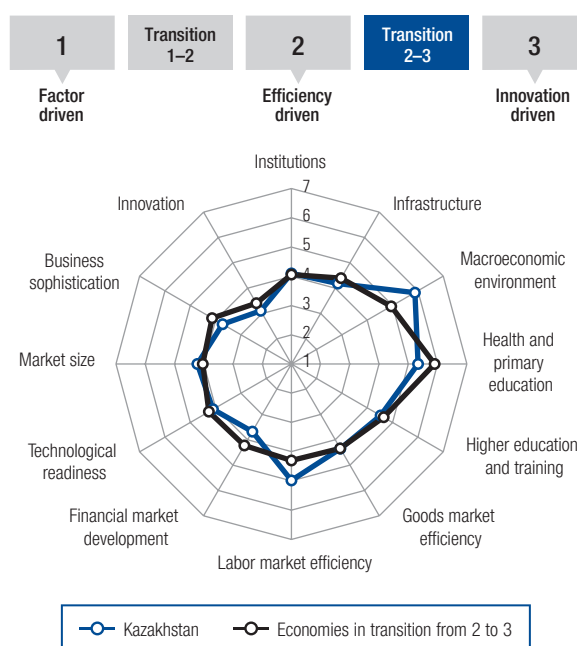 1
Transition
1–2
2
Transition
2–3
3
Factor
driven
Efficiency
driven
Innovation
driven
Institutions
7
Innovation
6
Infrastructure
5
Business
sophistication
4
Macroeconomic
environment
3
2
Market size
1
Health and
primary
education
Technological
readiness
Higher education
and training
Financial market
development
Goods market
efficiency
Labor market efficiency
Kazakhstan
Economies in transition from 2 to 3